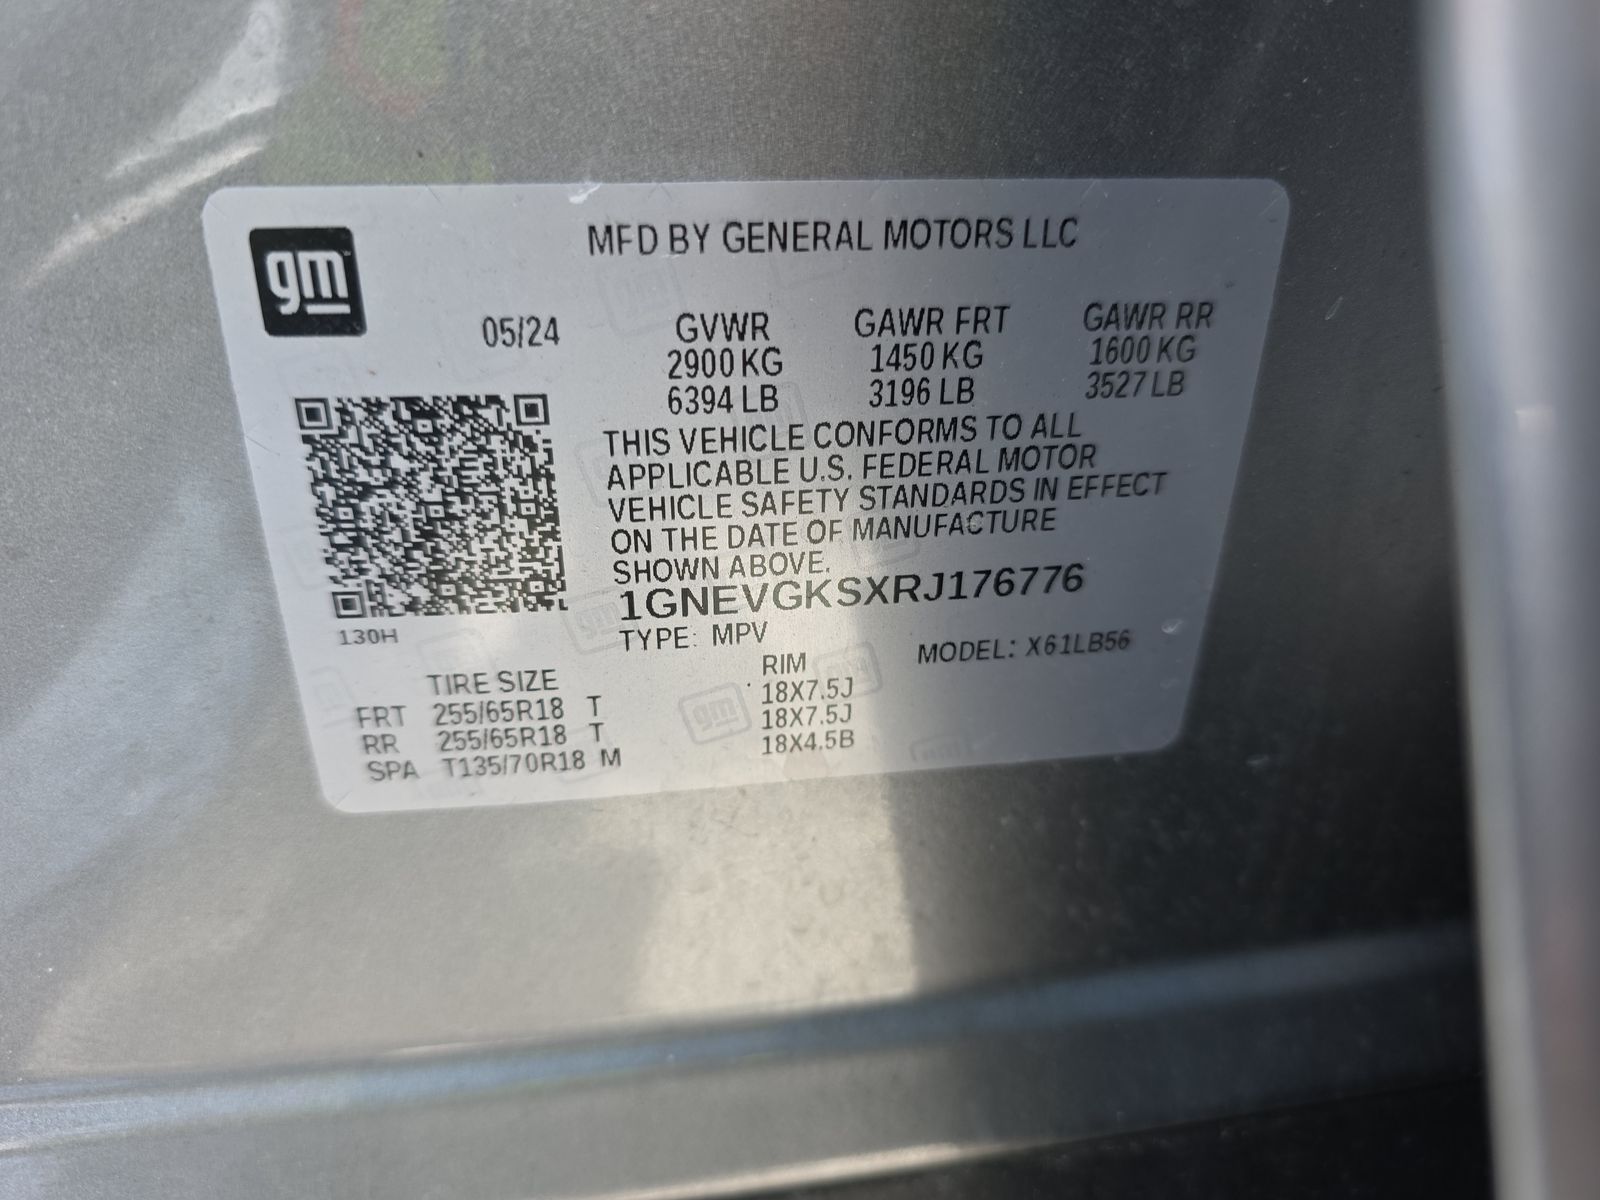 gm
MFD BY GENERAL MOTORS LLC
05/24 GVWR GAWR FRT GAWR RR
2900 KG 1450 KG 1600 KG
6394 LB 3196 LB 3527 LB
THIS VEHICLE CONFORMS TO ALL
APPLICABLE U.S. FEDERAL MOTOR
VEHICLE SAFETY STANDARDS IN EFFECT
ON THE DATE OF MANUFACTURE
SHOWN ABOVE.
1GNEVGKSXRJ176776
130H
TYPE: MPV MODEL: X61LB56
TIRE SIZE RIM
FRT 255/65R18 T 18X7.5J
RR 255/65R18 T 18X7.5J
SPA T135/70R18 M 18X4.5B